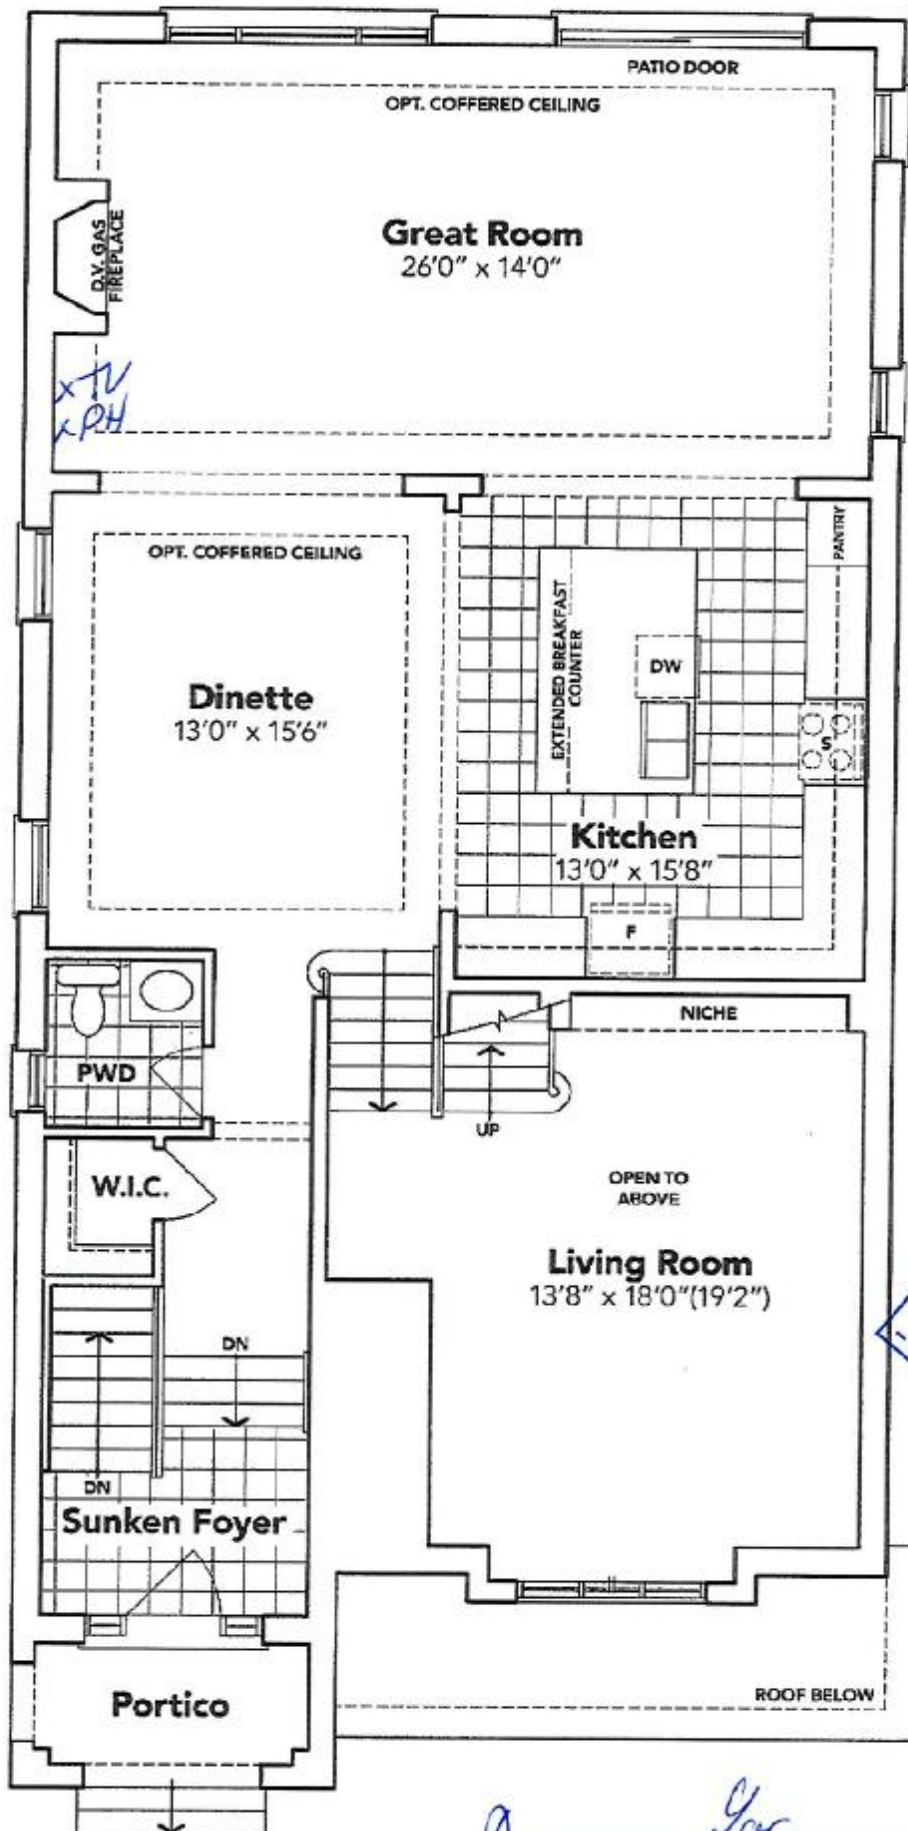 PATIO DOOR
OPT. COFFERED CEILING
Great Room
26'0" x 14'0"
D.V. GAS
FIREPLACE
x TV
x PH
OPT. COFFERED CEILING
PANTRY
EXTENDED BREAKFAST
COUNTER
DW
Dinette
13'0" x 15'6"
S
Kitchen
13'0" x 15'8"
F
NICHE
PWD
UP
W.I.C.
OPEN TO
ABOVE
Living Room
13'8" x 18'0"(19'2")
DN
DN
Sunken Foyer
Portico
ROOF BELOW